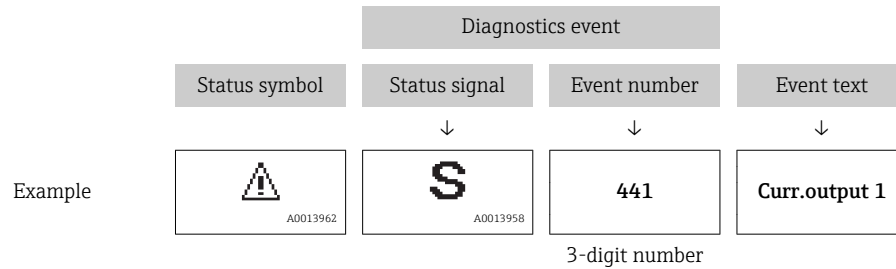 Diagnostics event
Status symbol Status signal Event number Event text
↓ ↓ ↓
Example S 441 Curr.output 1
A0013962 A0013958
3-digit number